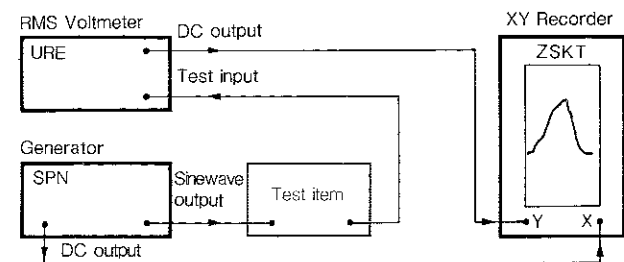 RMS Voltmeter
URE
DC output
Test input
Generator
SPN
Sinewave
output
Test item
DC output
XY Recorder
ZSKT
Y
X